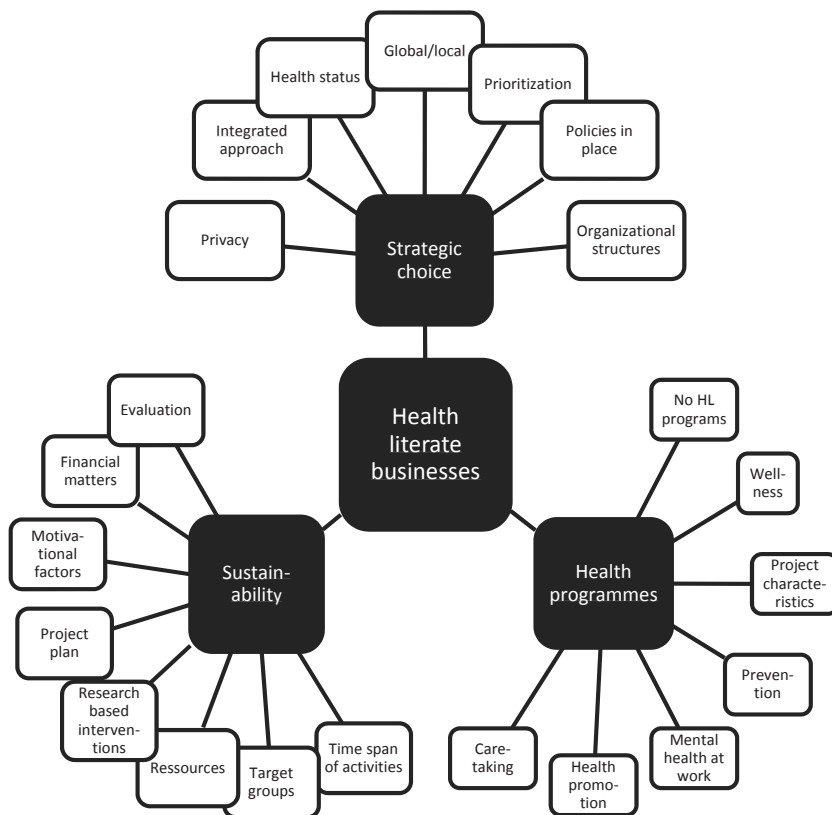 Global/local
Health status
Prioritization
Integrated
approach
Policies in
place
Privacy
Strategic
choice
Organizational
structures
Health
literate
businesses
Evaluation
Financial
matters
Motiva-
tional
factors
Project
plan
Research
based
interven-
tions
Ressources
Target
groups
Time span
of activities
Sustain-
ability
No HL
programs
Well-
ness
Project
characte-
ristics
Preven-
tion
Mental
health at
work
Health
promo-
tion
Care-
taking
Health
programmes